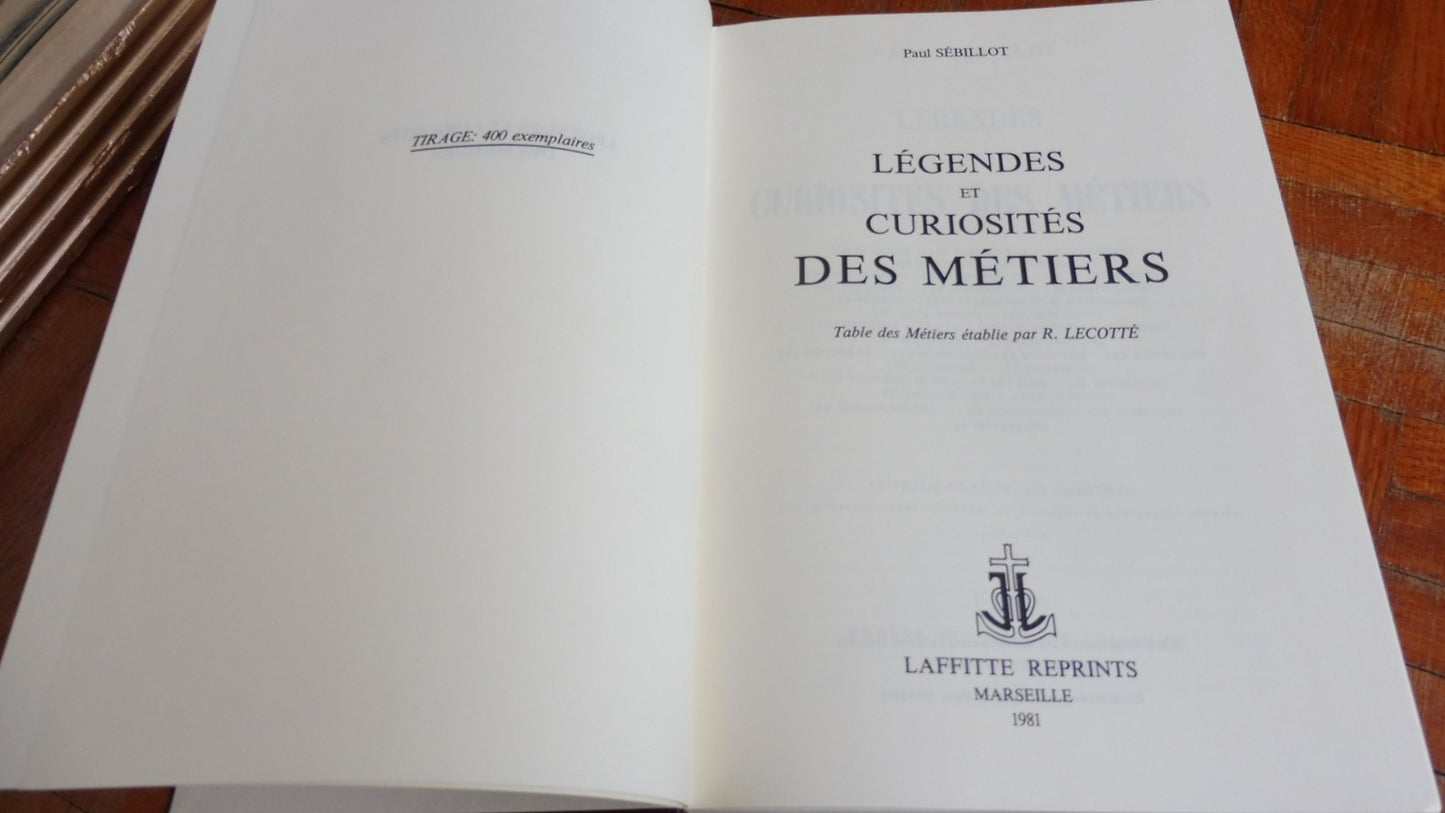 TIRAGE: 400 exemplaires
Paul SÉBILLOT
LÉGENDES
ET
CURIOSITÉS
DES MÉTIERS
Table des Métiers établie par R. LECOTTÉ
LAFFITTE REPRINTS
MARSEILLE
1981